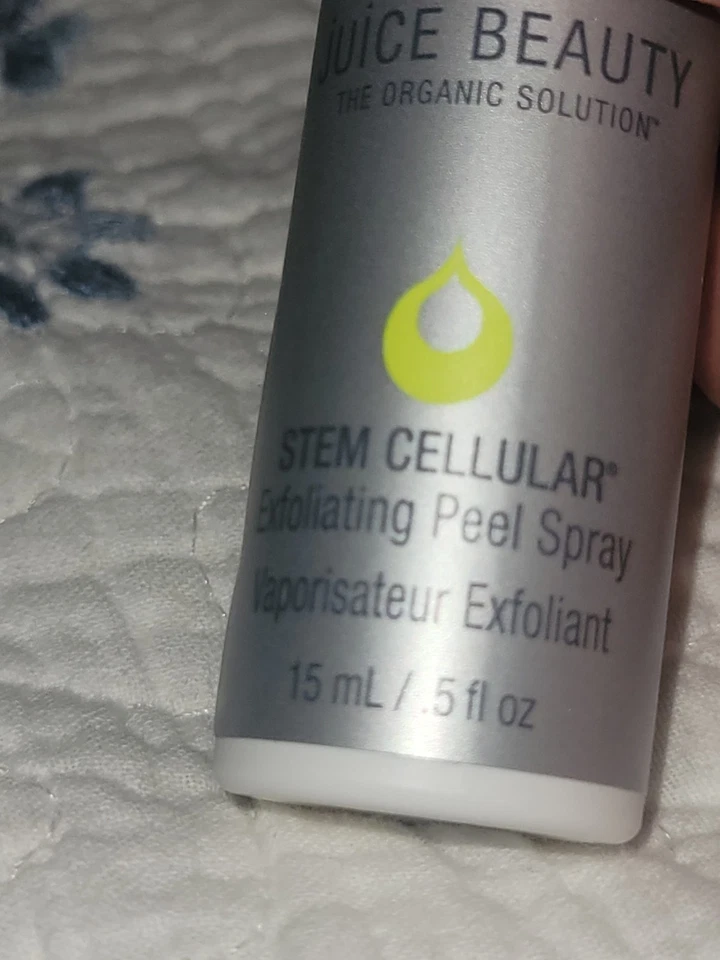 juice BEAUTY
THE ORGANIC SOLUTION™
STEM CELLULAR®
Exfoliating Peel Spray
Vaporisateur Exfoliant
15 mL / .5 fl oz